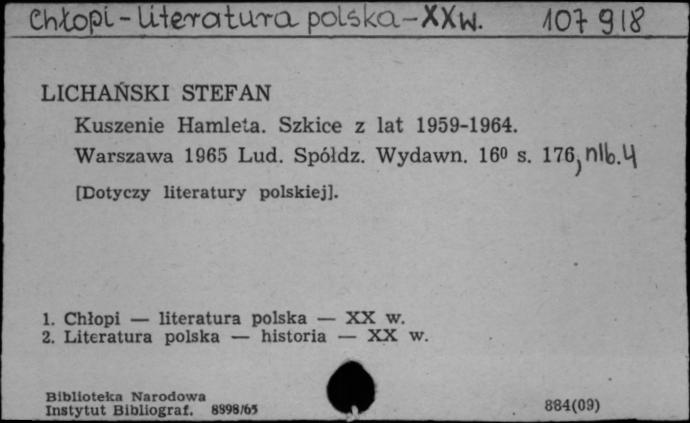 Chłopi - literatura polska - XX w. 107 918
LICHAŃSKI STEFAN
Kuszenie Hamleta. Szkice z lat 1959-1964.
Warszawa 1965 Lud. Spółdz. Wydawn. 16⁰ s. 176, nlb. 4
[Dotyczy literatury polskiej].
1. Chłopi — literatura polska — XX w.
2. Literatura polska — historia — XX w.
Biblioteka Narodowa
Instytut Bibliograf. 8898/65 884(09)